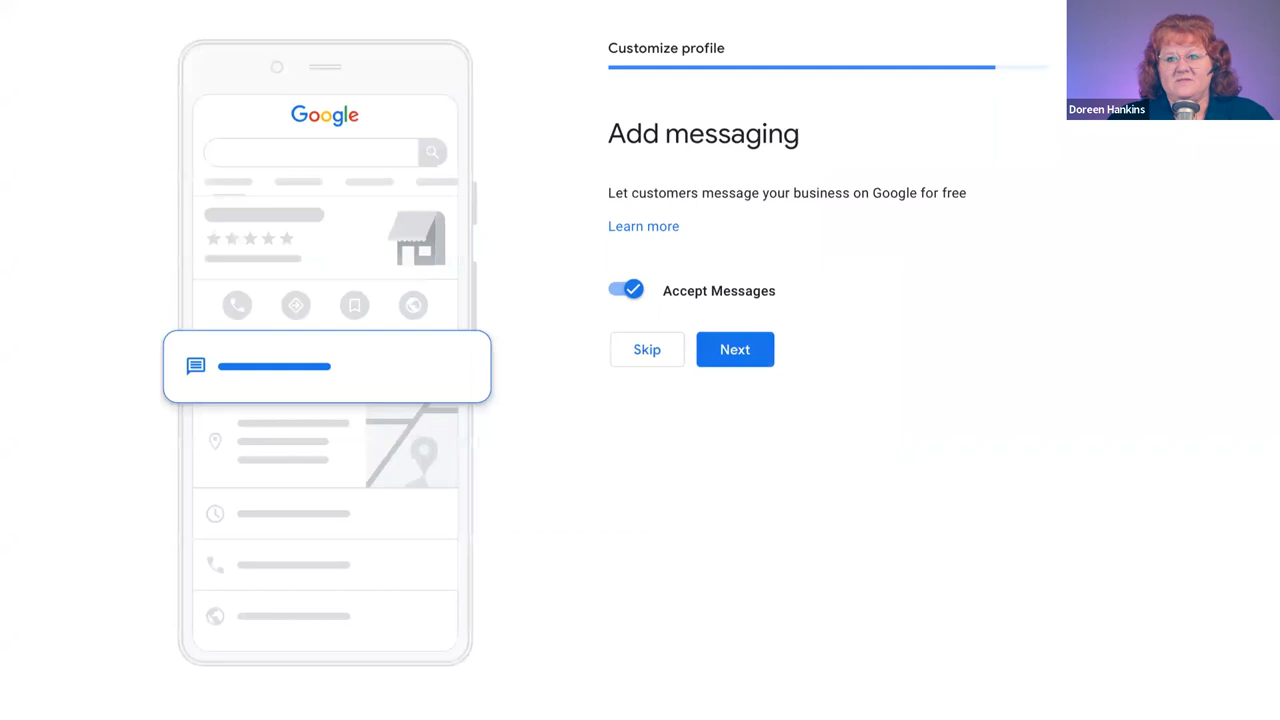 Google
Customize profile
Add messaging
Let customers message your business on Google for free
Learn more
Accept Messages
Skip
Next
Doreen Hankins